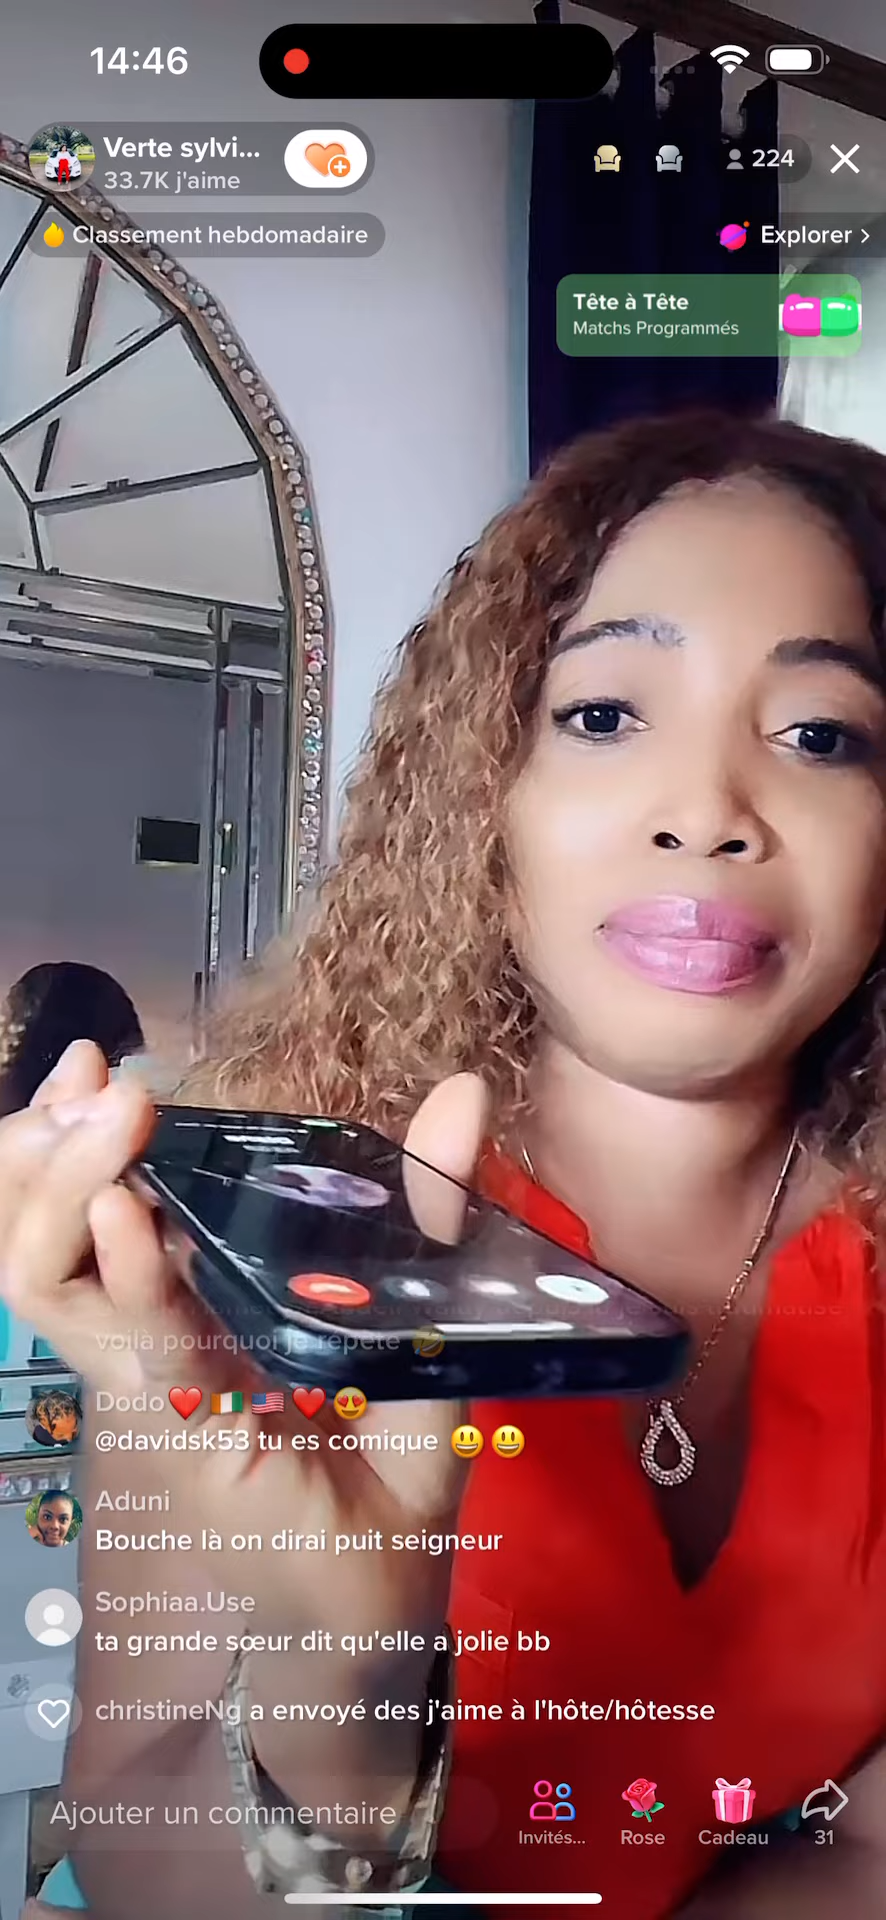 14:46
Verte sylvi...
33.7K j'aime
224
Classement hebdomadaire
Explorer >
Tête à Tête
Matchs Programmés
voilà pourquoi je répète 🤣
Dodo❤️🇨🇮🇺🇸❤️😍
@davidsk53 tu es comique 😃😃
Aduni
Bouche là on dirai puit seigneur
Sophiaa.Use
ta grande sœur dit qu'elle a jolie bb
christineNg a envoyé des j'aime à l'hôte/hôtesse
Ajouter un commentaire
Invités...
Rose
Cadeau
31